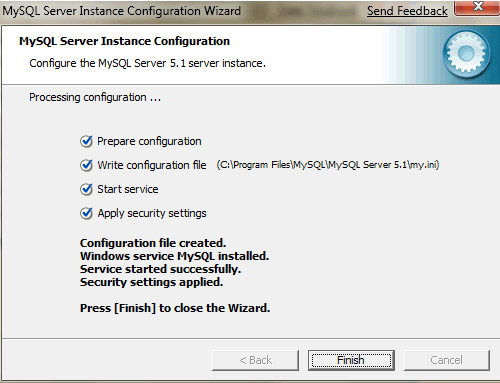 MySQL Server Instance Configuration Wizard
Send Feedback
MySQL Server Instance Configuration
Configure the MySQL Server 5.1 server instance.
Processing configuration ...
Prepare configuration
Write configuration file (C:\Program Files\MySQL\MySQL Server 5.1\my.ini)
Start service
Apply security settings
Configuration file created.
Windows service MySQL installed.
Service started successfully.
Security settings applied.
Press [Finish] to close the Wizard.
< Back Finish Cancel